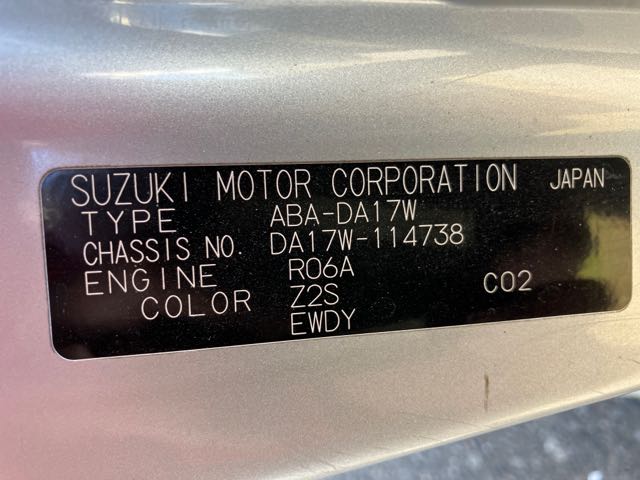 SUZUKI MOTOR CORPORATION JAPAN
TYPE ABA-DA17W
CHASSIS NO. DA17W-114738
ENGINE R06A
COLOR Z2S C02
EWDY